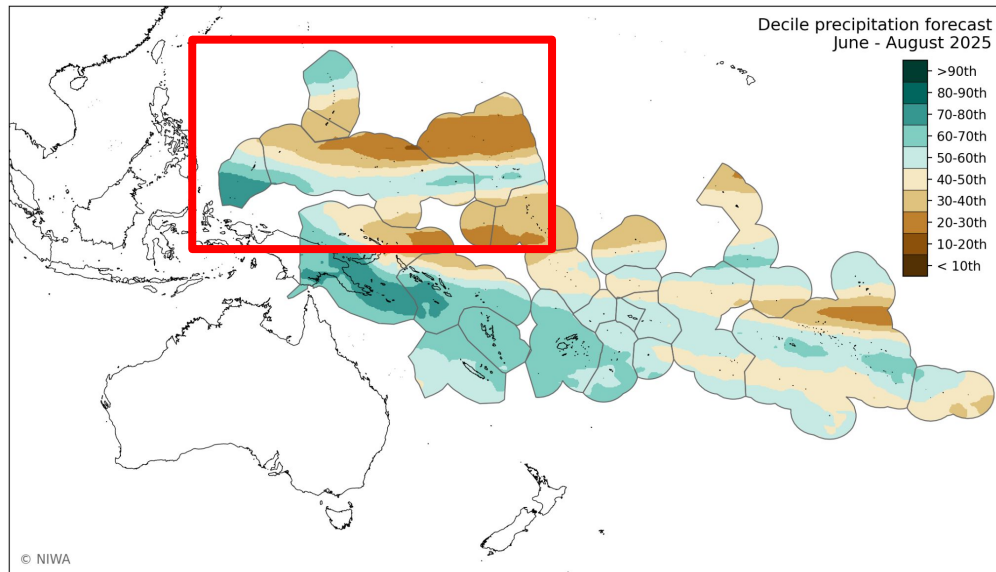 Decile precipitation forecast
June - August 2025
>90th
80-90th
70-80th
60-70th
50-60th
40-50th
30-40th
20-30th
10-20th
< 10th
© NIWA